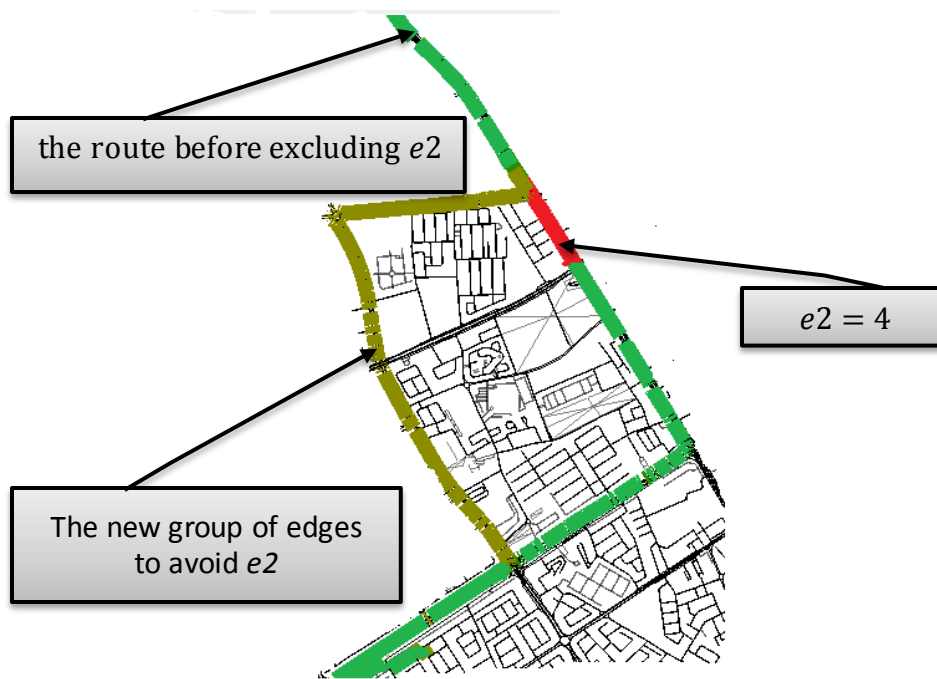 the route before excluding e2
e2 = 4
The new group of edges
to avoid e2